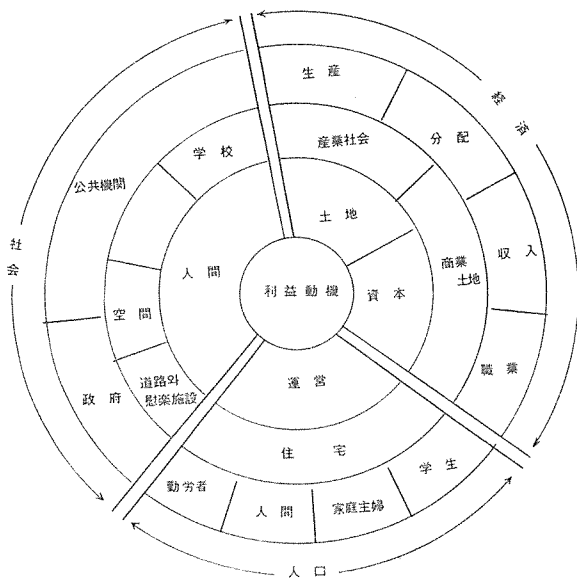 経済
生産
分配
学校
産業社会
公共機関
土地
社会
人間
利益動機
資本
商業
土地
収入
空間
政府
道路와
慰楽施設
運営
職業
住宅
勤労者
人間
家庭主婦
学生
人口